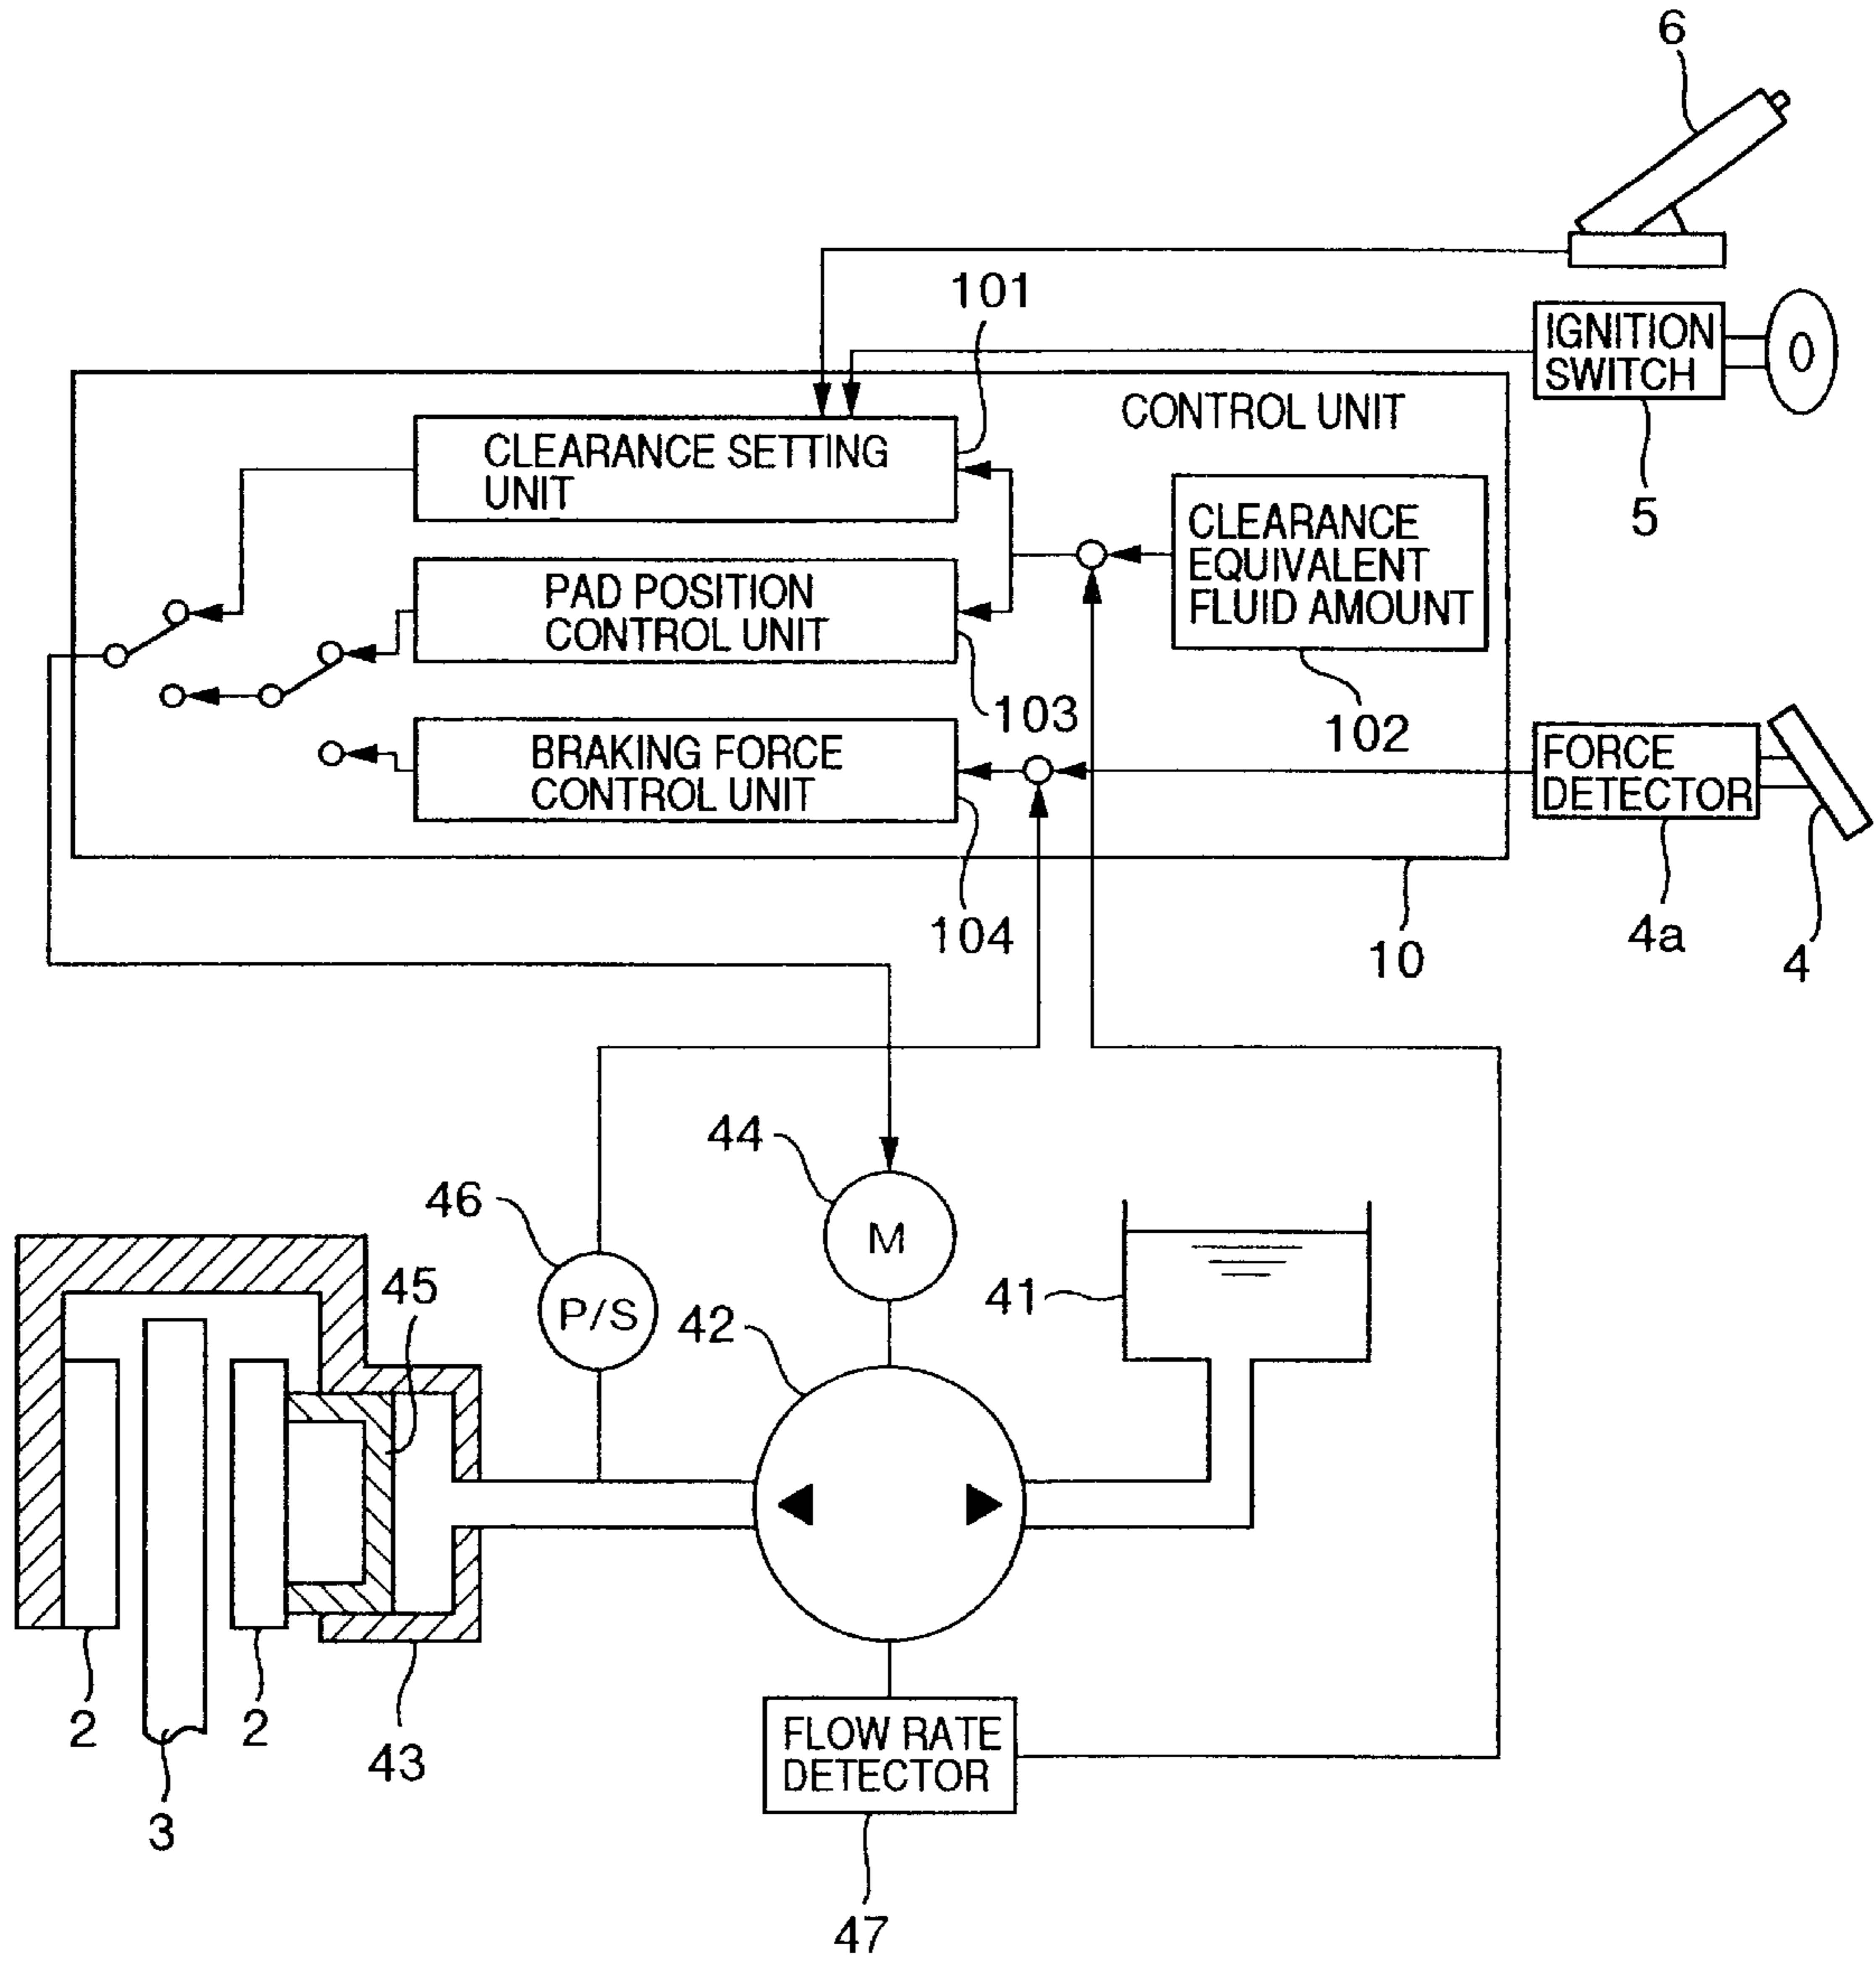 6
101
IGNITION
SWITCH
5
CONTROL UNIT
CLEARANCE SETTING
UNIT
CLEARANCE
EQUIVALENT
FLUID AMOUNT
102
PAD POSITION
CONTROL UNIT
103
BRAKING FORCE
CONTROL UNIT
104
FORCE
DETECTOR
4a
4
10
44
M
46
P/S
45
42
41
2
2
3
43
FLOW RATE
DETECTOR
47